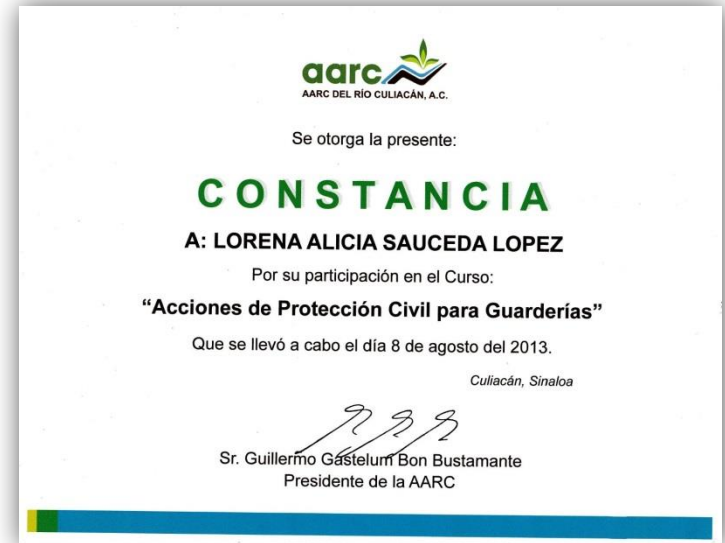 aarc
AARC DEL RÍO CULIACÁN, A.C.
Se otorga la presente:
CONSTANCIA
A: LORENA ALICIA SAUCEDA LOPEZ
Por su participación en el Curso:
“Acciones de Protección Civil para Guarderías”
Que se llevó a cabo el día 8 de agosto del 2013.
Culiacán, Sinaloa
Sr. Guillermo Gástelum Bon Bustamante
Presidente de la AARC